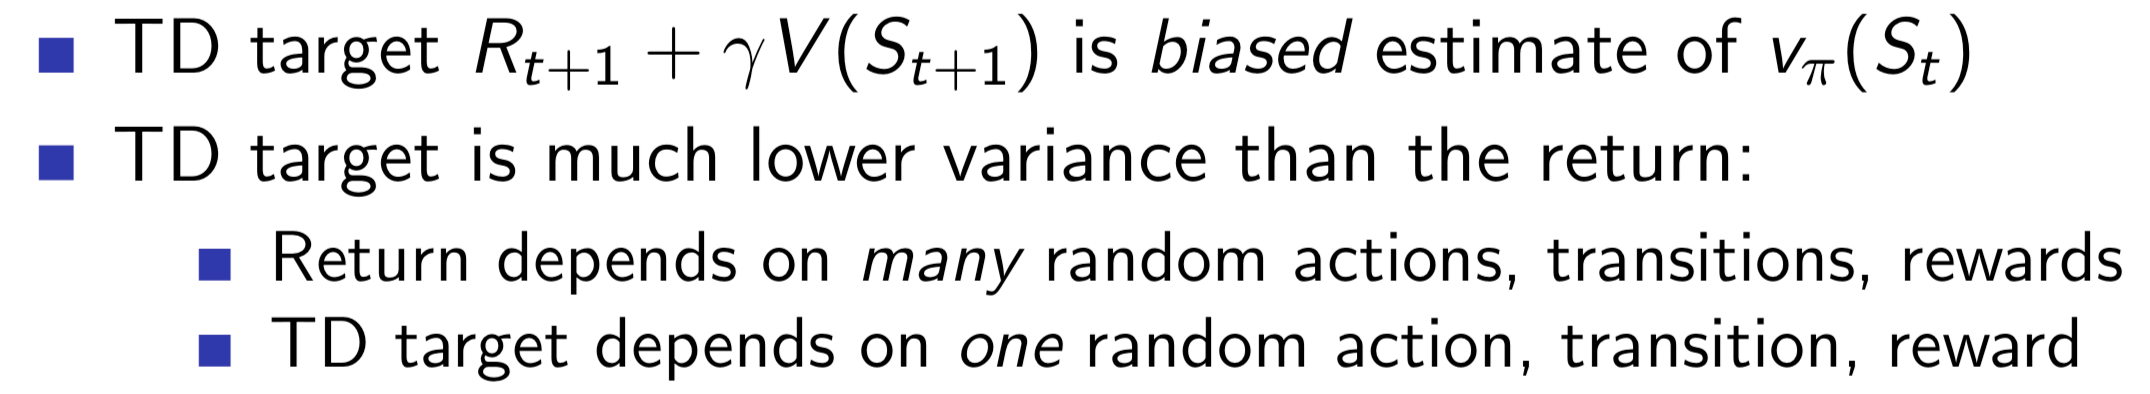 TD target $R_{t+1} + \gamma V(S_{t+1})$ is biased estimate of $v_\pi(S_t)$
TD target is much lower variance than the return:
Return depends on many random actions, transitions, rewards
TD target depends on one random action, transition, reward